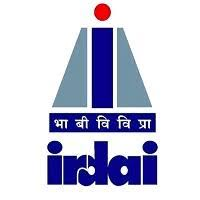 भा बी वि वि प्रा
irdai